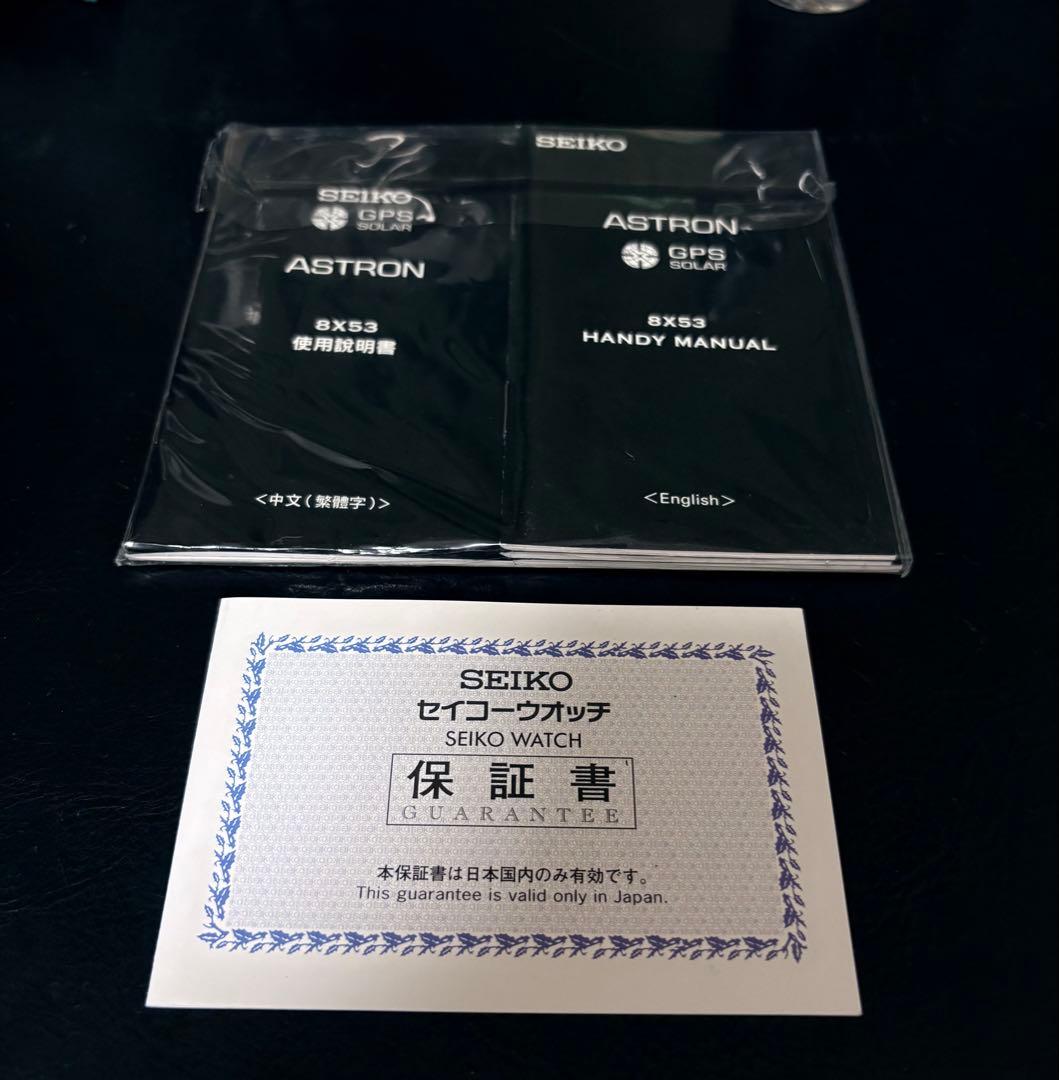 SEIKO
GPS
SOLAR
ASTRON
8X53
使用說明書
<中文(繁體字)>
SEIKO
ASTRON
GPS
SOLAR
8X53
HANDY MANUAL
<English>
SEIKO
セイコーウオッチ
SEIKO WATCH
保証書
GUARANTEE
本保証書は日本国内のみ有効です。
This guarantee is valid only in Japan.